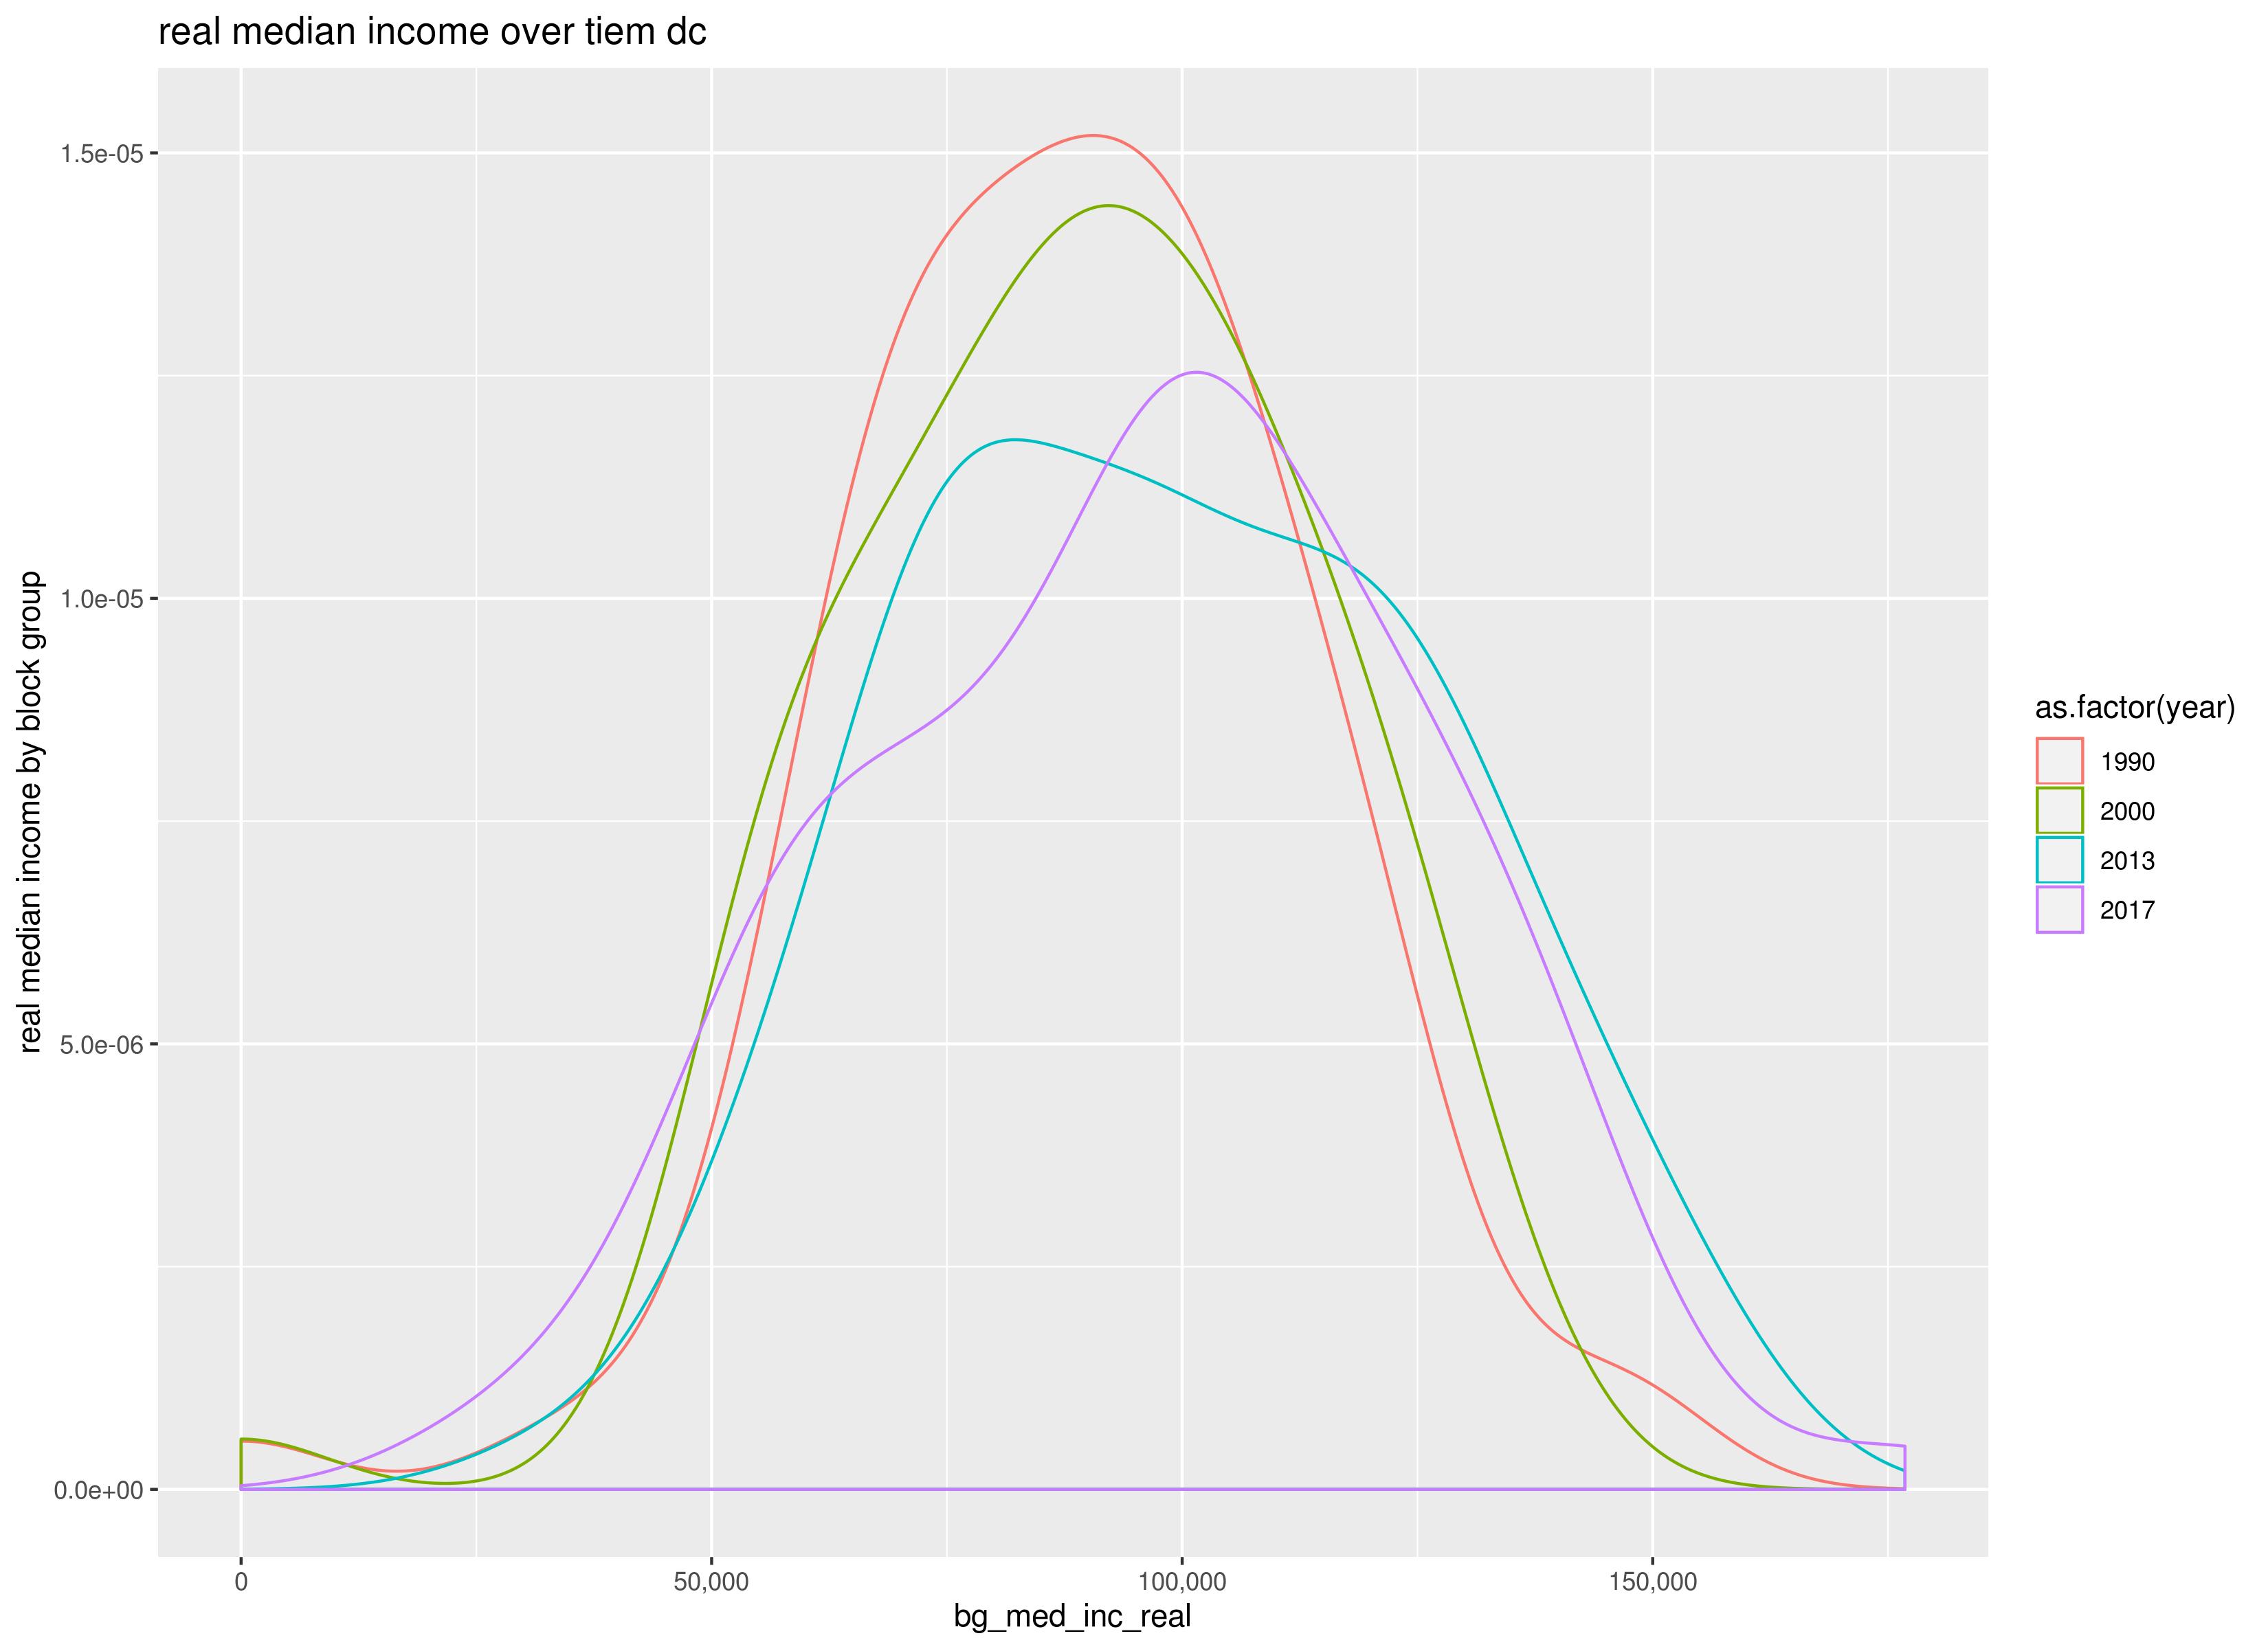 real median income over tiem dc
real median income by block group
1.5e-05
1.0e-05
5.0e-06
0.0e+00
0
50,000
100,000
150,000
bg_med_inc_real
as.factor(year)
1990
2000
2013
2017